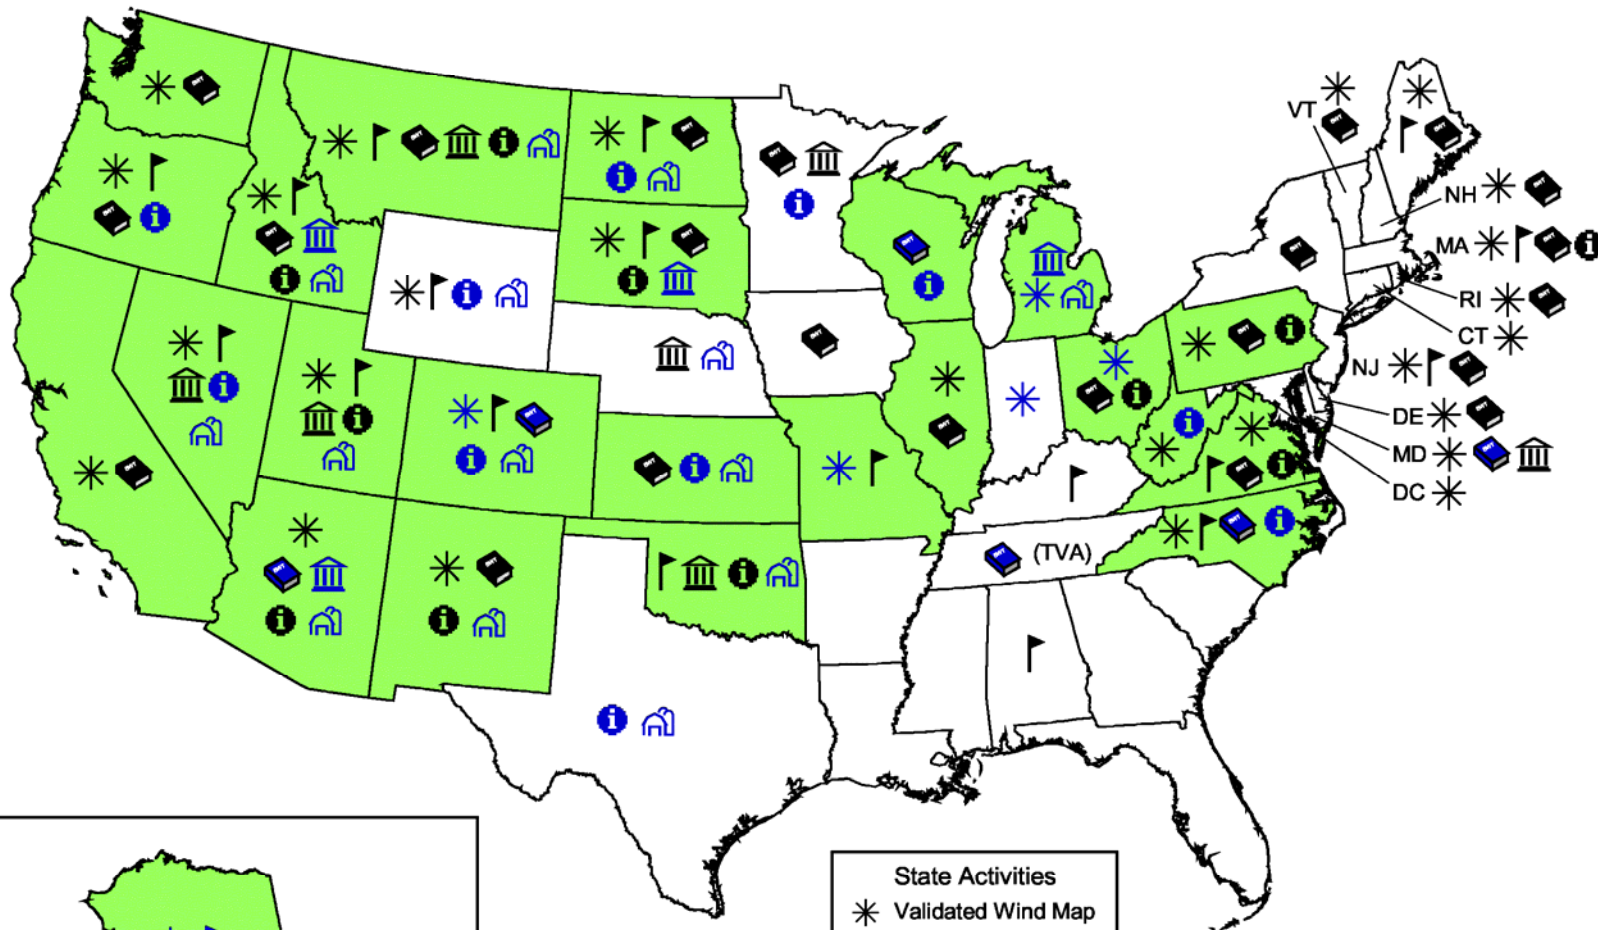 VT
NH
MA
RI
CT
NJ
DE
MD
DC
(TVA)
State Activities
Validated Wind Map